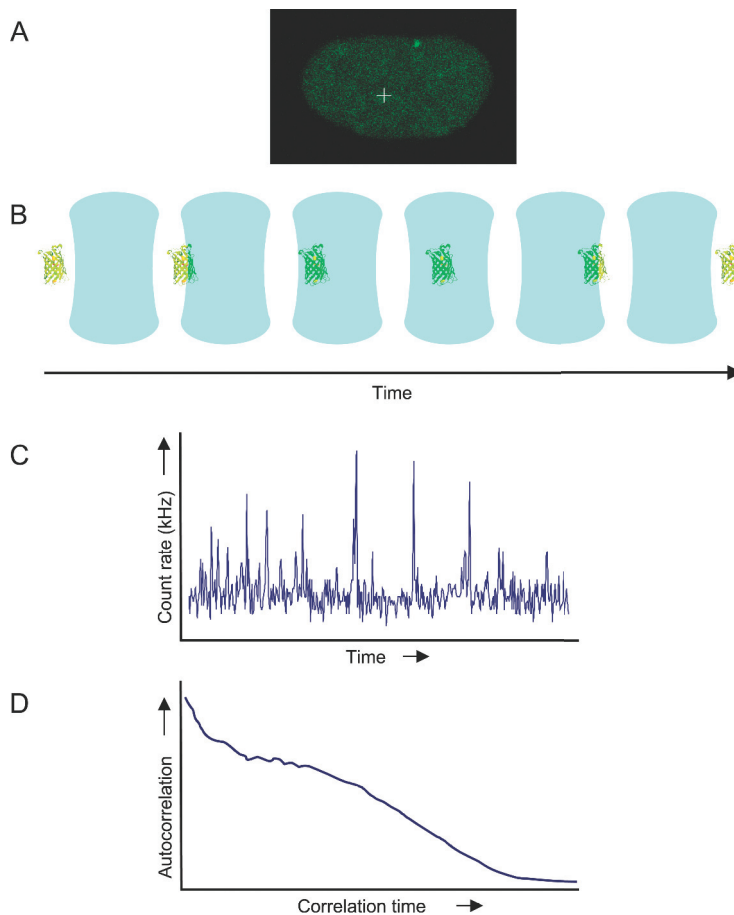 A
B
Time
C
Count rate (kHz)
Time
D
Autocorrelation
Correlation time